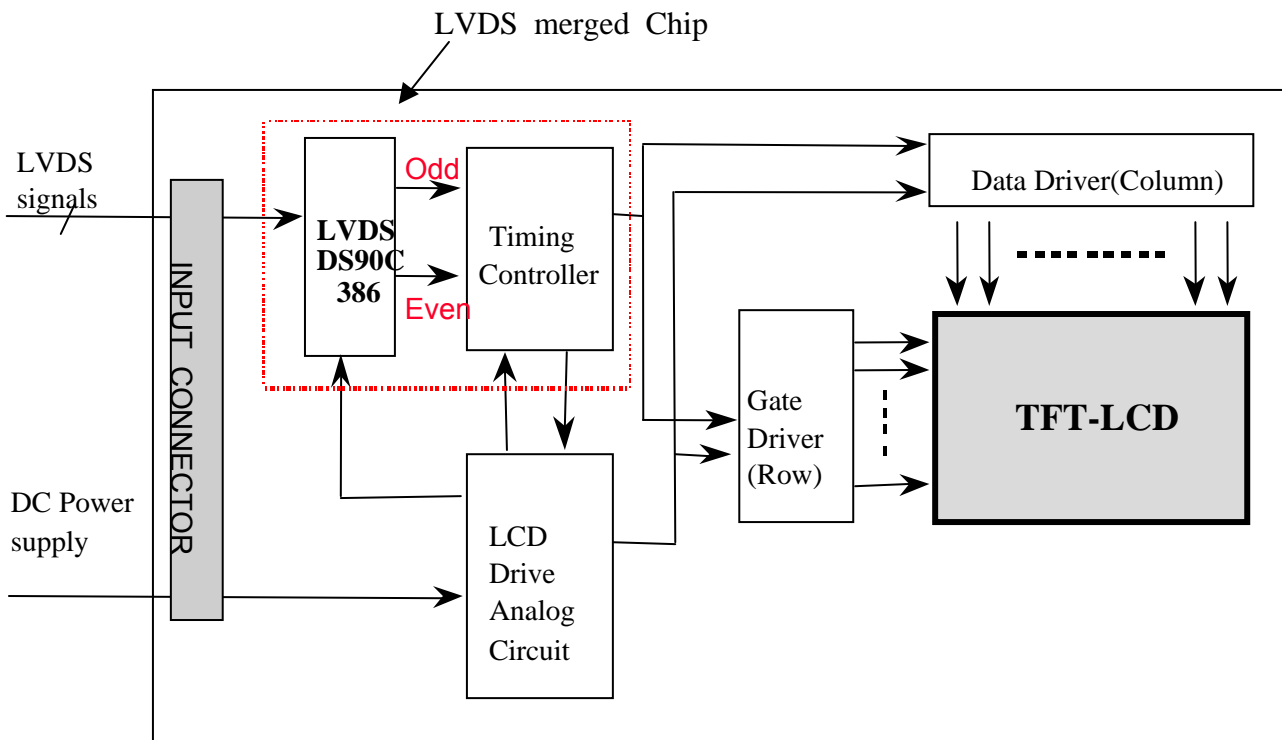 LVDS merged Chip
LVDS
signals
Odd
Even
LVDS
DS90C
386
Timing
Controller
Data Driver(Column)
INPUT CONNECTOR
Gate
Driver
(Row)
TFT-LCD
DC Power
supply
LCD
Drive
Analog
Circuit